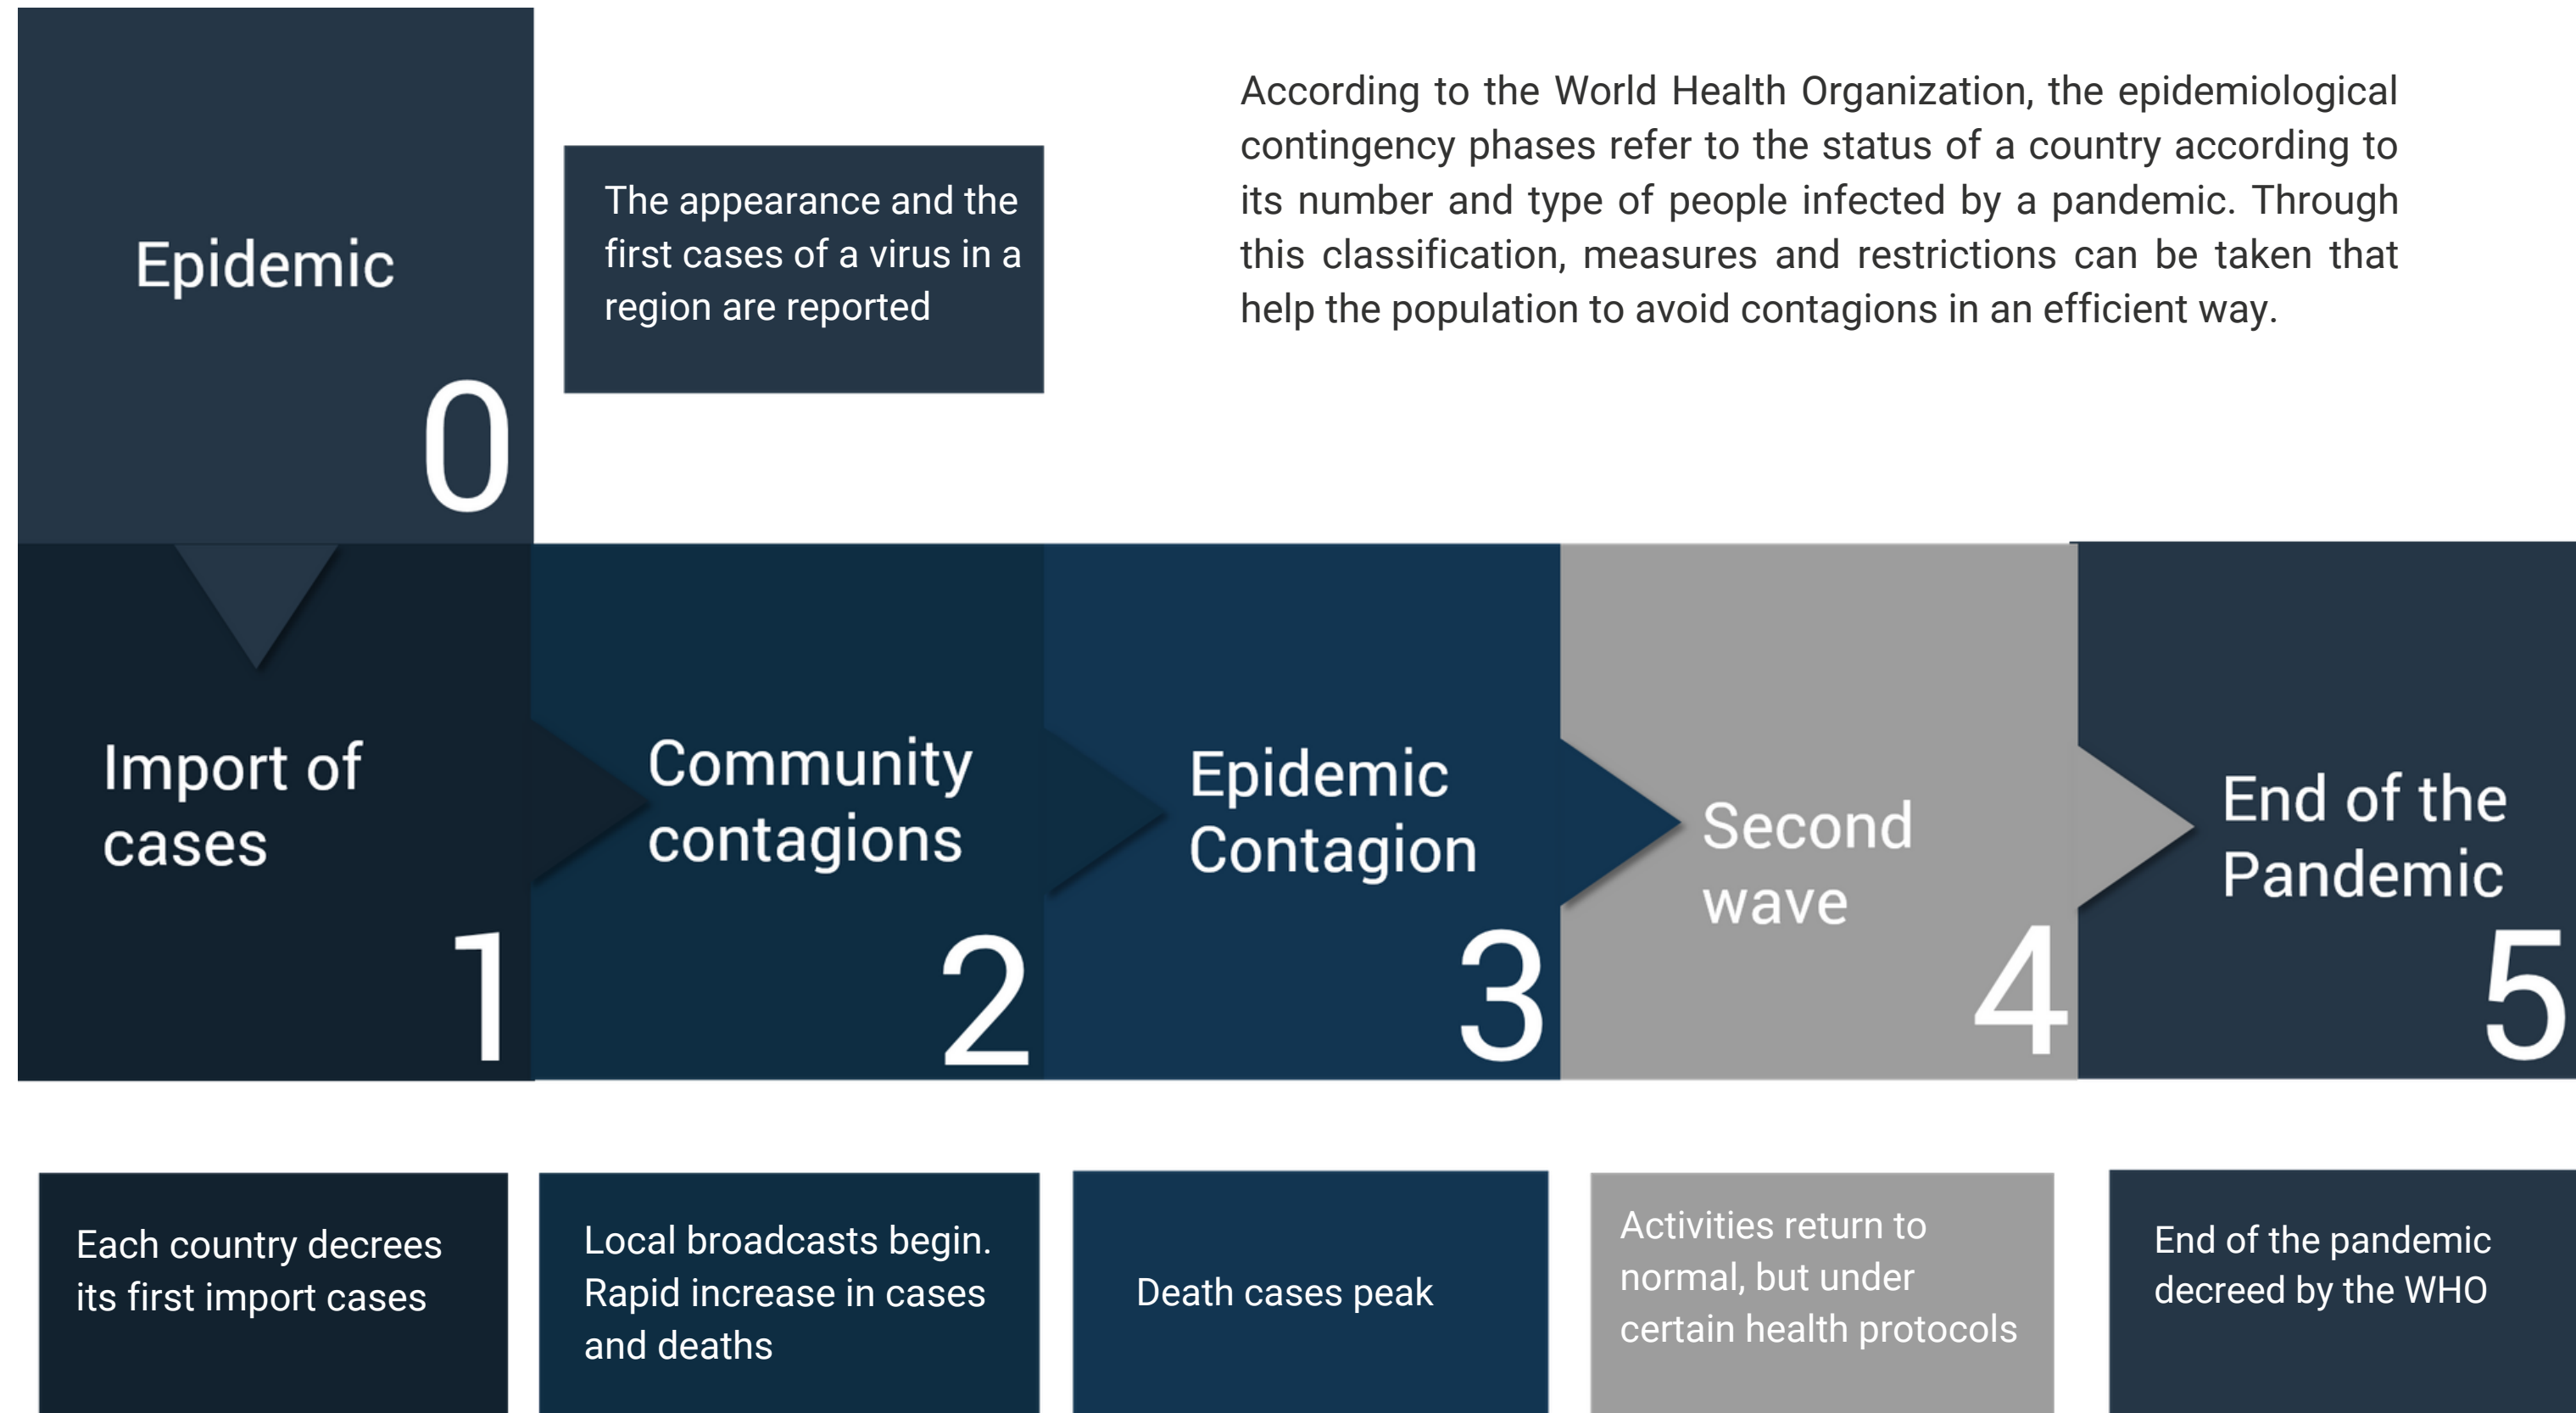 Epidemic
0
The appearance and the
first cases of a virus in a
region are reported
According to the World Health Organization, the epidemiological
contingency phases refer to the status of a country according to
its number and type of people infected by a pandemic. Through
this classification, measures and restrictions can be taken that
help the population to avoid contagions in an efficient way.
Import of
cases
1
Community
contagions
2
Epidemic
Contagion
3
Second
wave
4
End of the
Pandemic
5
Each country decrees
its first import cases
Local broadcasts begin.
Rapid increase in cases
and deaths
Death cases peak
Activities return to
normal, but under
certain health protocols
End of the pandemic
decreed by the WHO